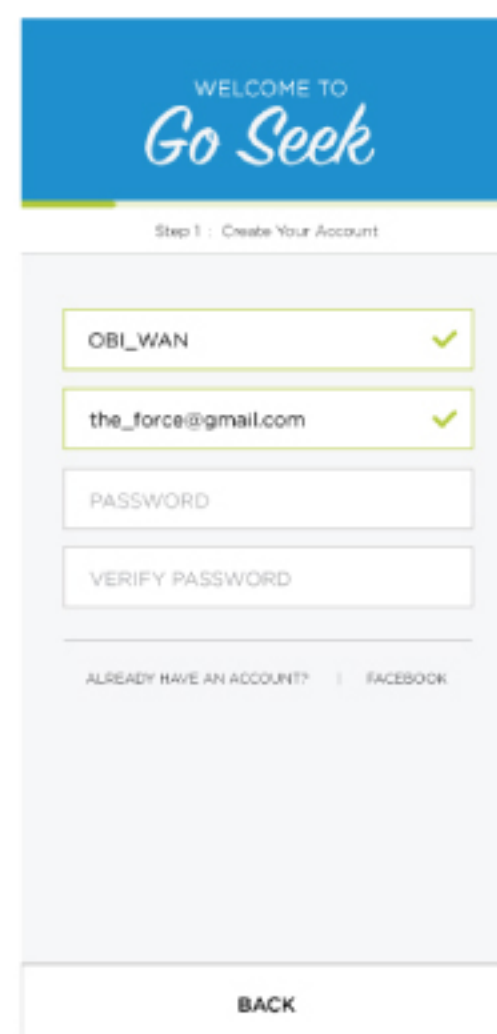 WELCOME TO
Go Seek
Step 1 : Create Your Account
OBI_WAN
the_force@gmail.com
PASSWORD
VERIFY PASSWORD
ALREADY HAVE AN ACCOUNT? | FACEBOOK
BACK